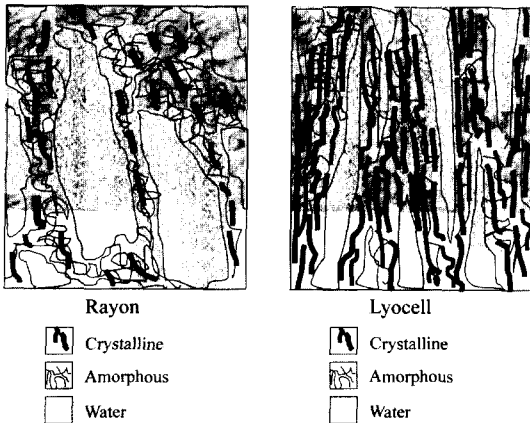 Rayon
Crystalline
Amorphous
Water
Lyocell
Crystalline
Amorphous
Water